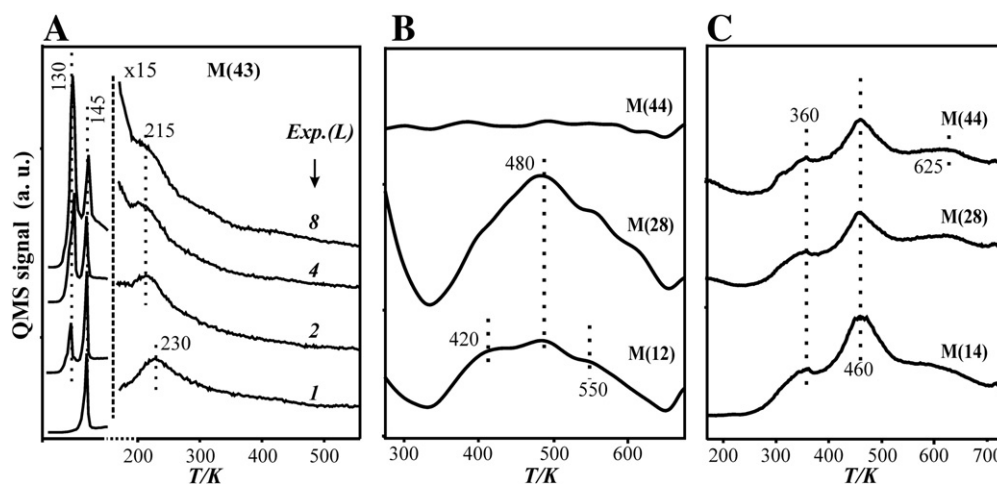 A
B
C
QMS signal (a. u.)
130
145
x15
M(43)
215
Exp.(L)
8
4
2
230
1
200
300
400
500
T/K
M(44)
480
M(28)
420
M(12)
550
300
400
500
600
T/K
360
M(44)
625
M(28)
M(14)
460
200
300
400
500
600
700
T/K